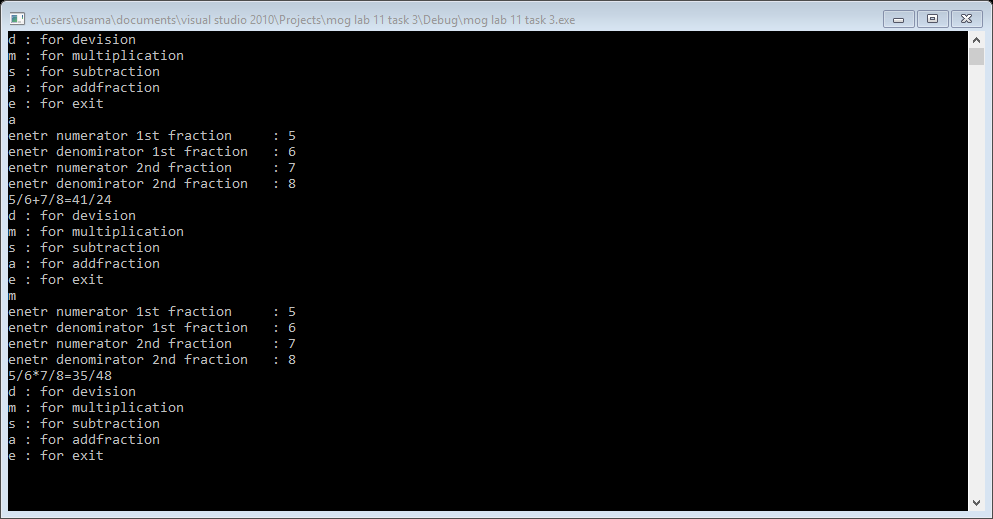 c:\users\usama\documents\visual studio 2010\Projects\mog lab 11 task 3\Debug\mog lab 11 task 3.exe
d : for devision
m : for multiplication
s : for subtraction
a : for addfraction
e : for exit
a
enetr numerator 1st fraction     : 5
enetr denomirator 1st fraction   : 6
enetr numerator 2nd fraction     : 7
enetr denomirator 2nd fraction   : 8
5/6+7/8=41/24
d : for devision
m : for multiplication
s : for subtraction
a : for addfraction
e : for exit
m
enetr numerator 1st fraction     : 5
enetr denomirator 1st fraction   : 6
enetr numerator 2nd fraction     : 7
enetr denomirator 2nd fraction   : 8
5/6*7/8=35/48
d : for devision
m : for multiplication
s : for subtraction
a : for addfraction
e : for exit